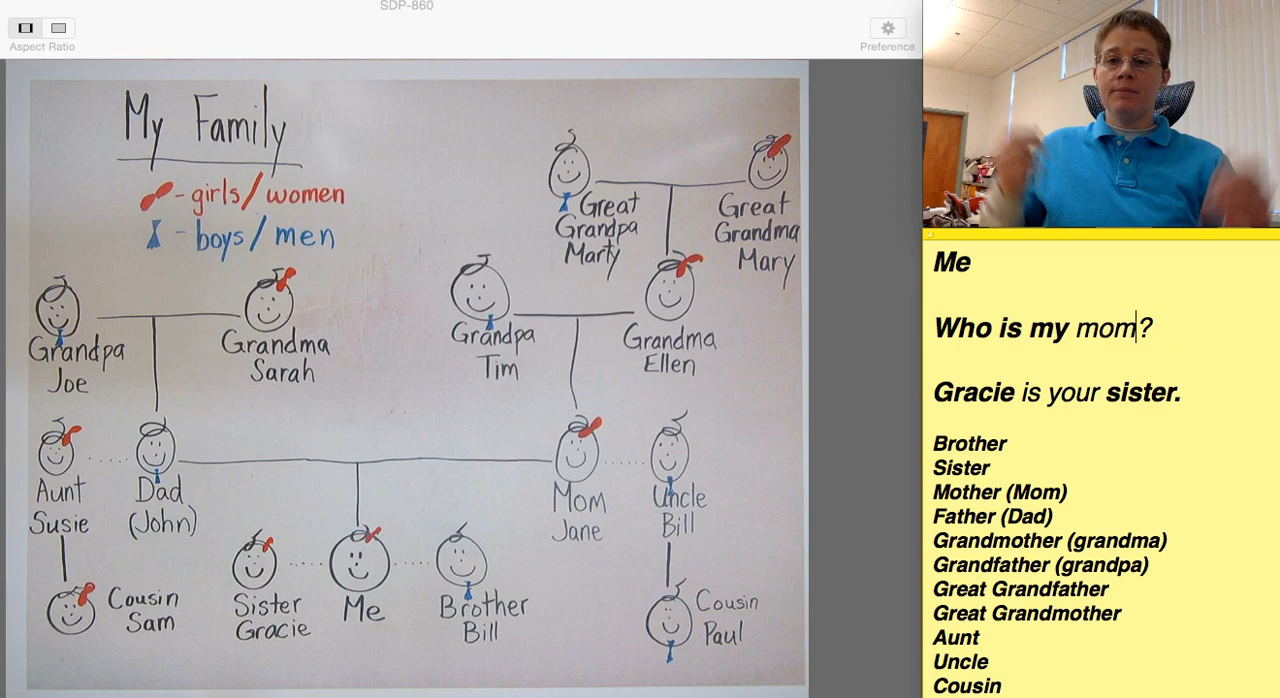 SDP-860
Aspect Ratio
Preference
My Family
- girls/women
- boys/men
Great
Grandpa
Marty
Great
Grandma
Mary
Grandpa
Joe
Grandma
Sarah
Grandpa
Tim
Grandma
Ellen
Aunt
Susie
Dad
(John)
Mom
Jane
Uncle
Bill
Cousin
Sam
Sister
Gracie
Me
Brother
Bill
Cousin
Paul
Me
Who is my mom?
Gracie is your sister.
Brother
Sister
Mother (Mom)
Father (Dad)
Grandmother (grandma)
Grandfather (grandpa)
Great Grandfather
Great Grandmother
Aunt
Uncle
Cousin